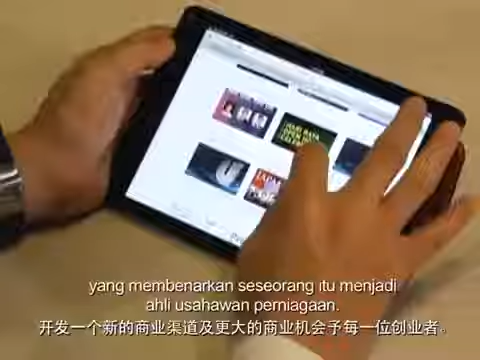 yang membenarkan seseorang itu menjadi
ahli usahawan perniagaan.
开发一个新的商业渠道及更大的商业机会予每一位创业者。